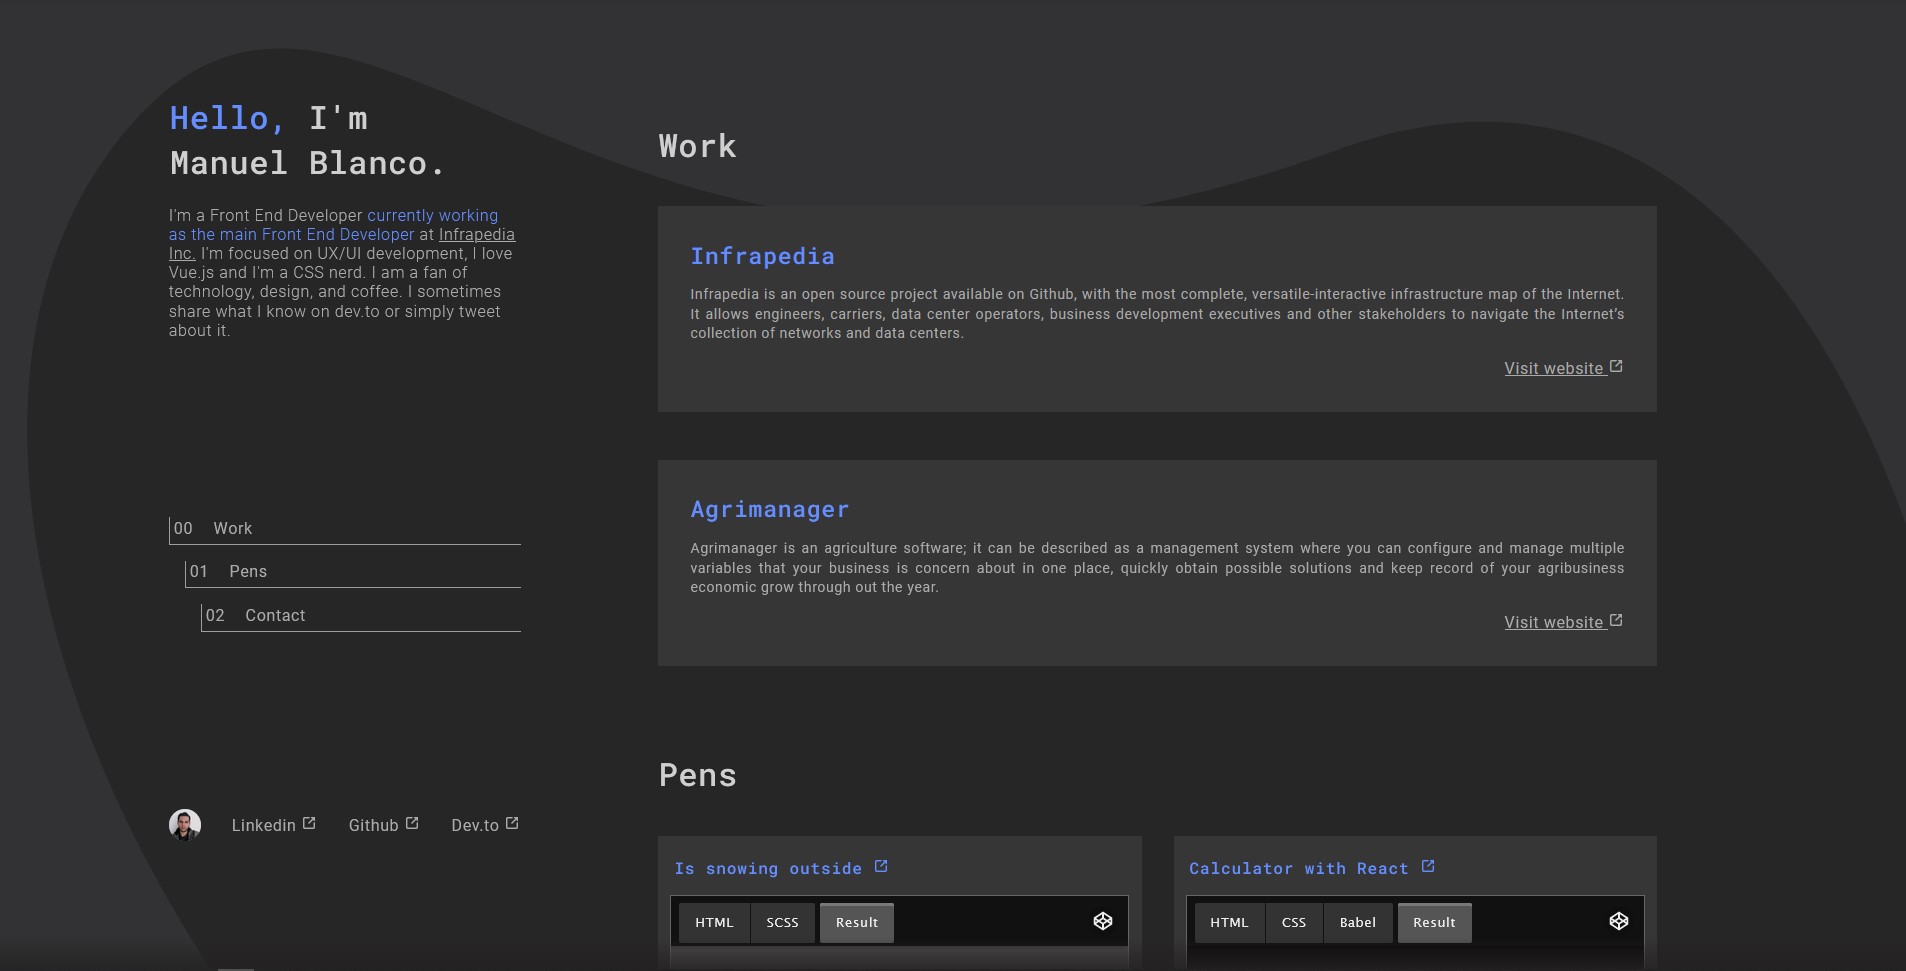 Hello, I'm
Manuel Blanco.
I'm a Front End Developer currently working
as the main Front End Developer at Infrapedia
Inc. I'm focused on UX/UI development, I love
Vue.js and I'm a CSS nerd. I am a fan of
technology, design, and coffee. I sometimes
share what I know on dev.to or simply tweet
about it.
00 Work
01 Pens
02 Contact
Linkedin
Github
Dev.to
Work
Infrapedia
Infrapedia is an open source project available on Github, with the most complete, versatile-interactive infrastructure map of the Internet.
It allows engineers, carriers, data center operators, business development executives and other stakeholders to navigate the Internet’s
collection of networks and data centers.
Visit website
Agrimanager
Agrimanager is an agriculture software; it can be described as a management system where you can configure and manage multiple
variables that your business is concern about in one place, quickly obtain possible solutions and keep record of your agribusiness
economic grow through out the year.
Visit website
Pens
Is snowing outside
HTML SCSS Result
Calculator with React
HTML CSS Babel Result